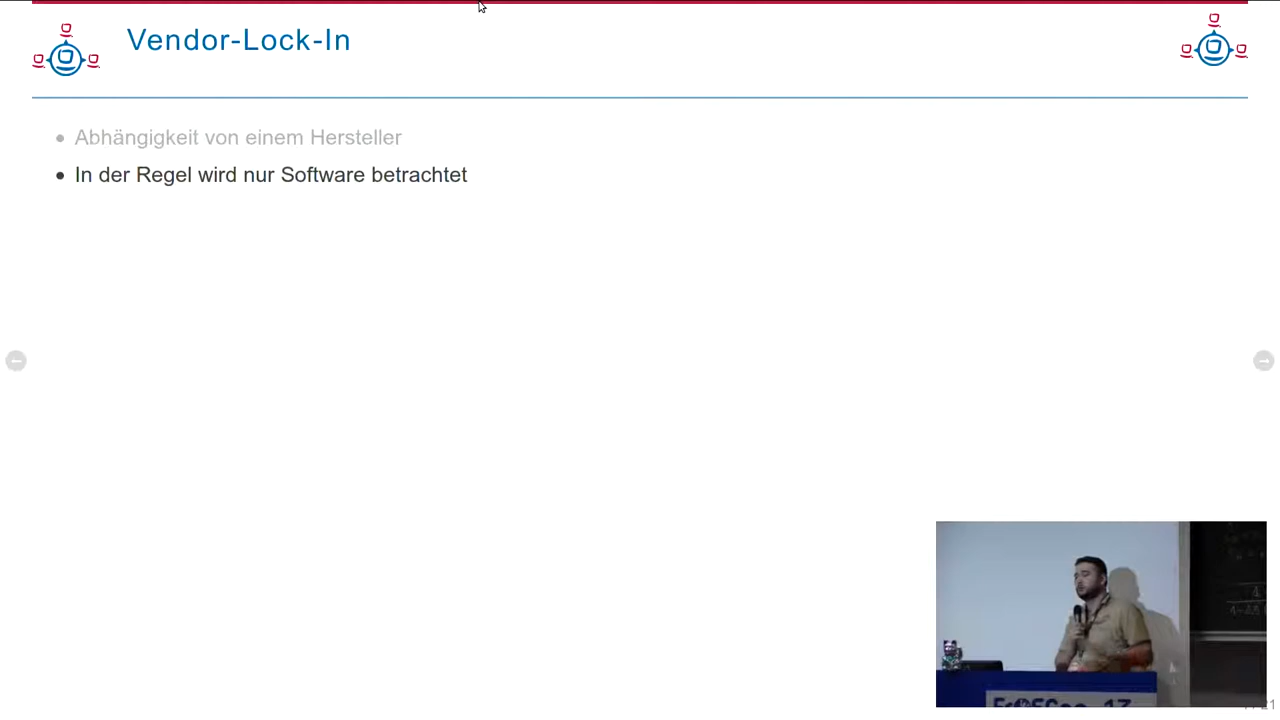 Vendor-Lock-In
Abhängigkeit von einem Hersteller
In der Regel wird nur Software betrachtet